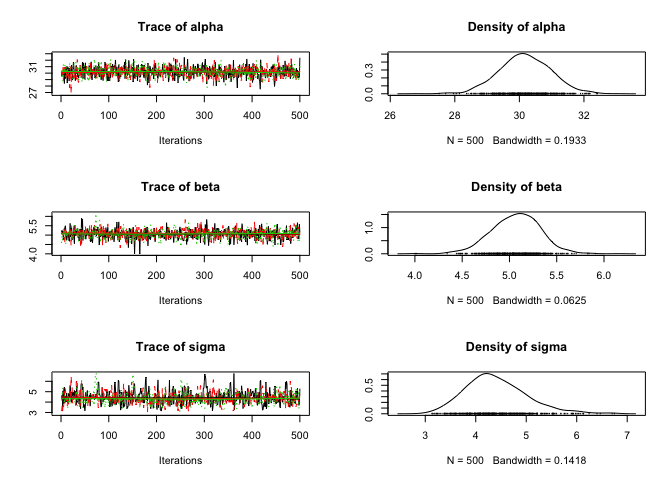 Trace of alpha
31
27
0 100 200 300 400 500
Iterations
Density of alpha
0.3
0.0
26 28 30 32
N = 500 Bandwidth = 0.1933
Trace of beta
5.5
4.0
0 100 200 300 400 500
Iterations
Density of beta
1.0
0.0
4.0 4.5 5.0 5.5 6.0
N = 500 Bandwidth = 0.0625
Trace of sigma
5
3
0 100 200 300 400 500
Iterations
Density of sigma
0.5
0.0
3 4 5 6 7
N = 500 Bandwidth = 0.1418